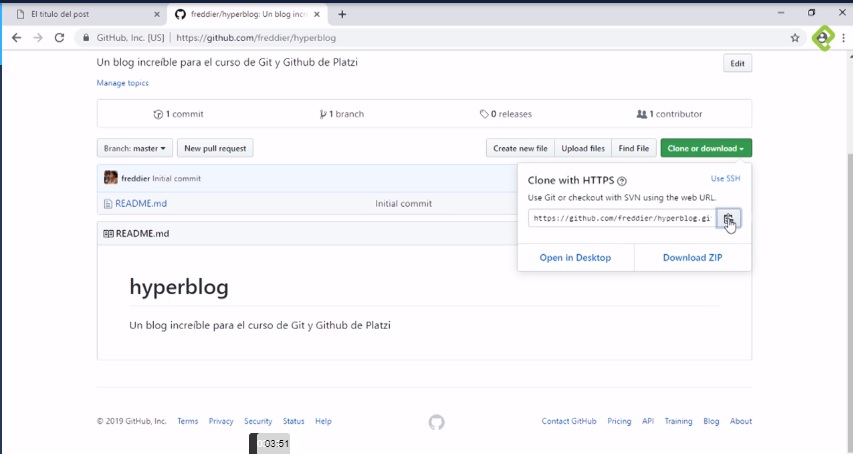 El titulo del post
freddier/hyperblog: Un blog incre
GitHub, Inc. [US] | https://github.com/freddier/hyperblog
Un blog increíble para el curso de Git y Github de Platzi
Edit
Manage topics
1 commit
1 branch
0 releases
1 contributor
Branch: master
New pull request
Create new file
Upload files
Find File
Clone or download
freddier Initial commit
README.md
Initial commit
Clone with HTTPS
Use SSH
Use Git or checkout with SVN using the web URL.
https://github.com/freddier/hyperblog.gi
Open in Desktop
Download ZIP
README.md
hyperblog
Un blog increíble para el curso de Git y Github de Platzi
© 2019 GitHub, Inc.
Terms
Privacy
Security
Status
Help
Contact GitHub
Pricing
API
Training
Blog
About
03:51